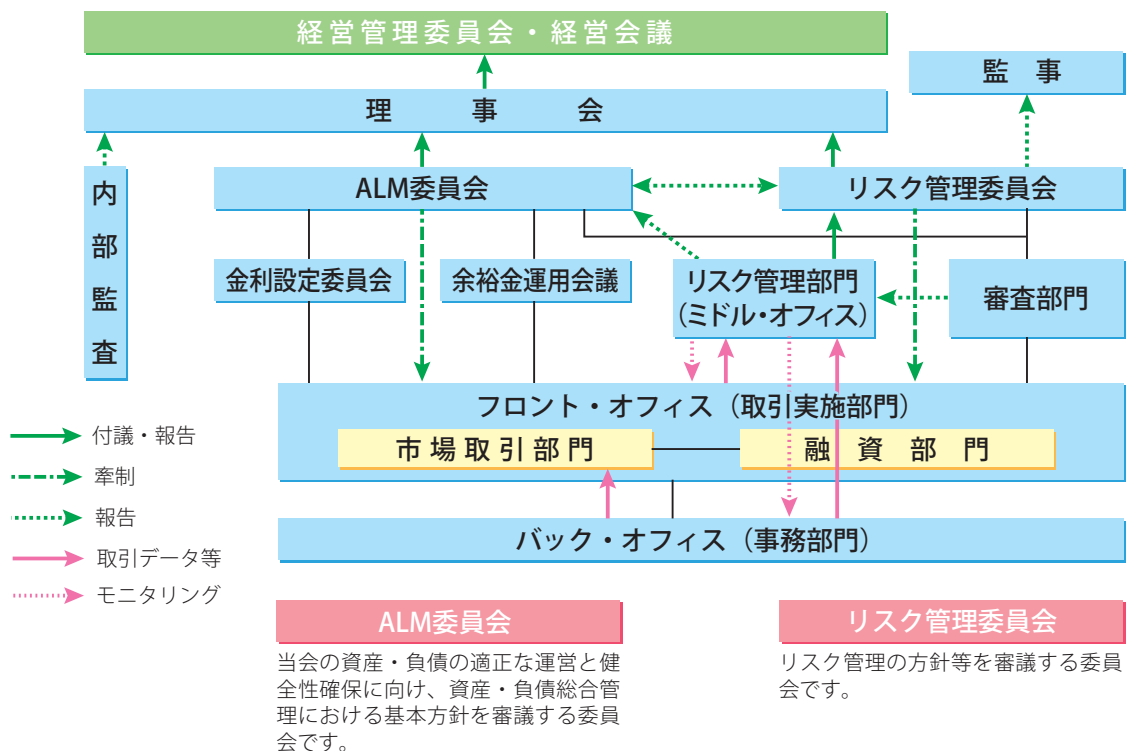 経営管理委員会・経営会議
監事
理事会
内部監査
ALM委員会
リスク管理委員会
金利設定委員会
余裕金運用会議
リスク管理部門
（ミドル・オフィス）
審査部門
フロント・オフィス（取引実施部門）
市場取引部門
融資部門
バック・オフィス（事務部門）
付議・報告
牽制
報告
取引データ等
モニタリング
ALM委員会
当会の資産・負債の適正な運営と健
全性確保に向け、資産・負債総合管
理における基本方針を審議する委員
会です。
リスク管理委員会
リスク管理の方針等を審議する委員
会です。